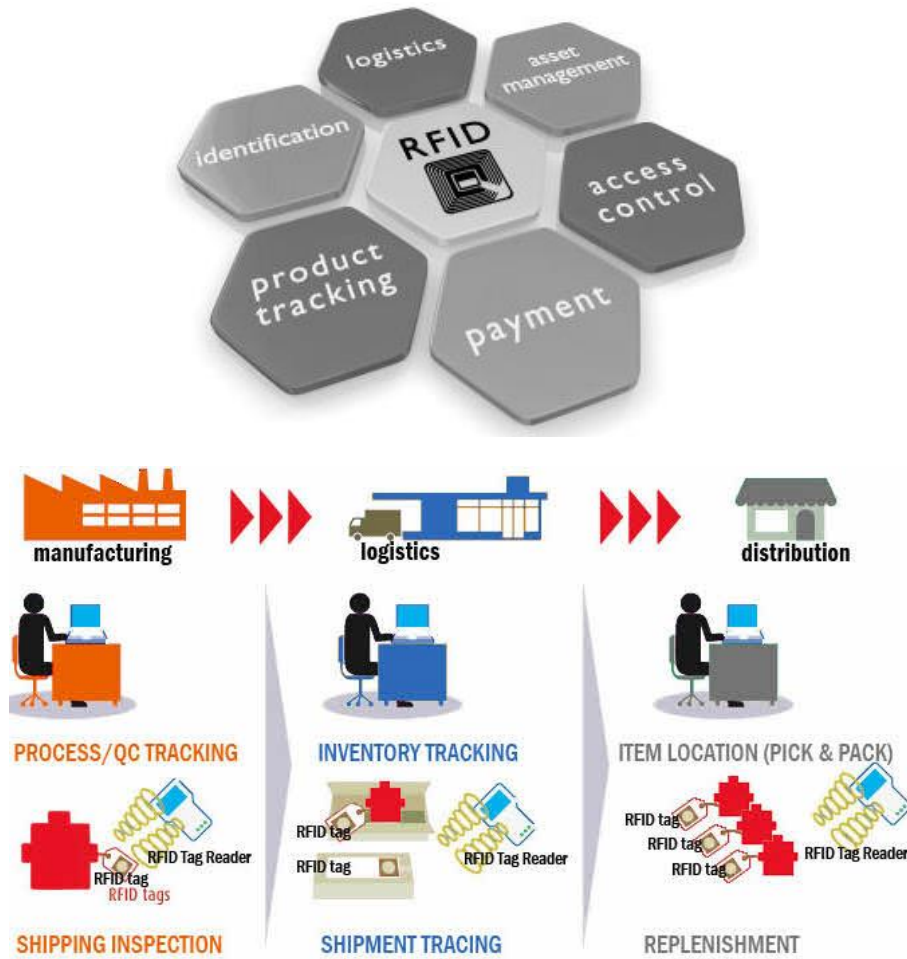 logistics
asset
management
identification
RFID
access
control
product
tracking
payment
manufacturing
logistics
distribution
PROCESS/QC TRACKING
INVENTORY TRACKING
ITEM LOCATION (PICK & PACK)
RFID tag
RFID Tag Reader
RFID tags
RFID tag
RFID tag
RFID Tag Reader
RFID tag
RFID tag
RFID tag
RFID Tag Reader
SHIPPING INSPECTION
SHIPMENT TRACING
REPLENISHMENT